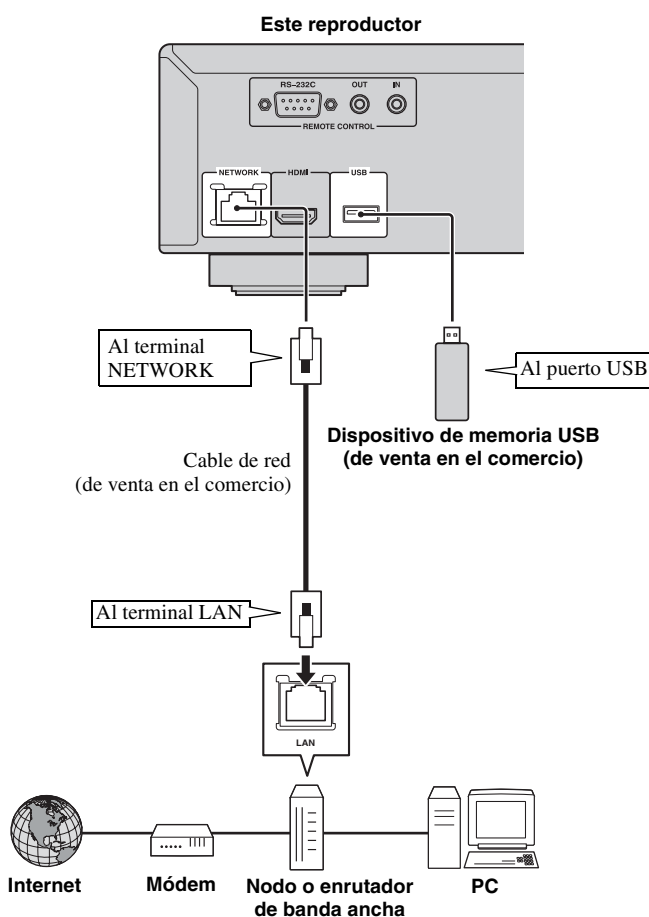 Este reproductor
RS-232C
OUT
IN
REMOTE CONTROL
NETWORK
HDMI
USB
Al terminal
NETWORK
Al puerto USB
Dispositivo de memoria USB
(de venta en el comercio)
Cable de red
(de venta en el comercio)
Al terminal LAN
LAN
Internet
Módem
Nodo o enrutador
de banda ancha
PC